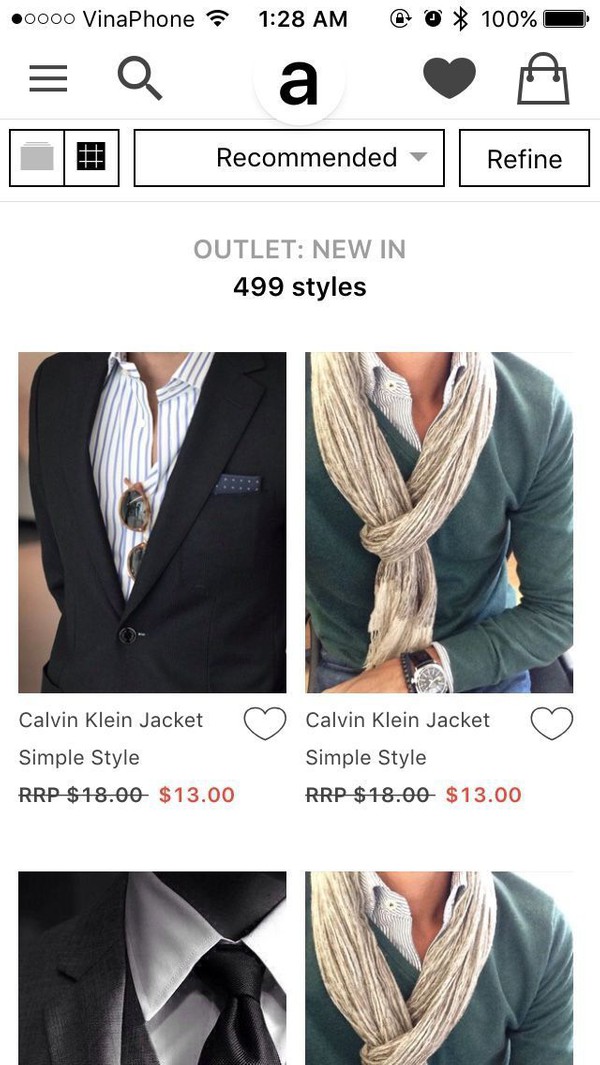 VinaPhone 1:28 AM 100%
a
Recommended Refine
OUTLET: NEW IN
499 styles
Calvin Klein Jacket
Simple Style
RRP $18.00 $13.00
Calvin Klein Jacket
Simple Style
RRP $18.00 $13.00